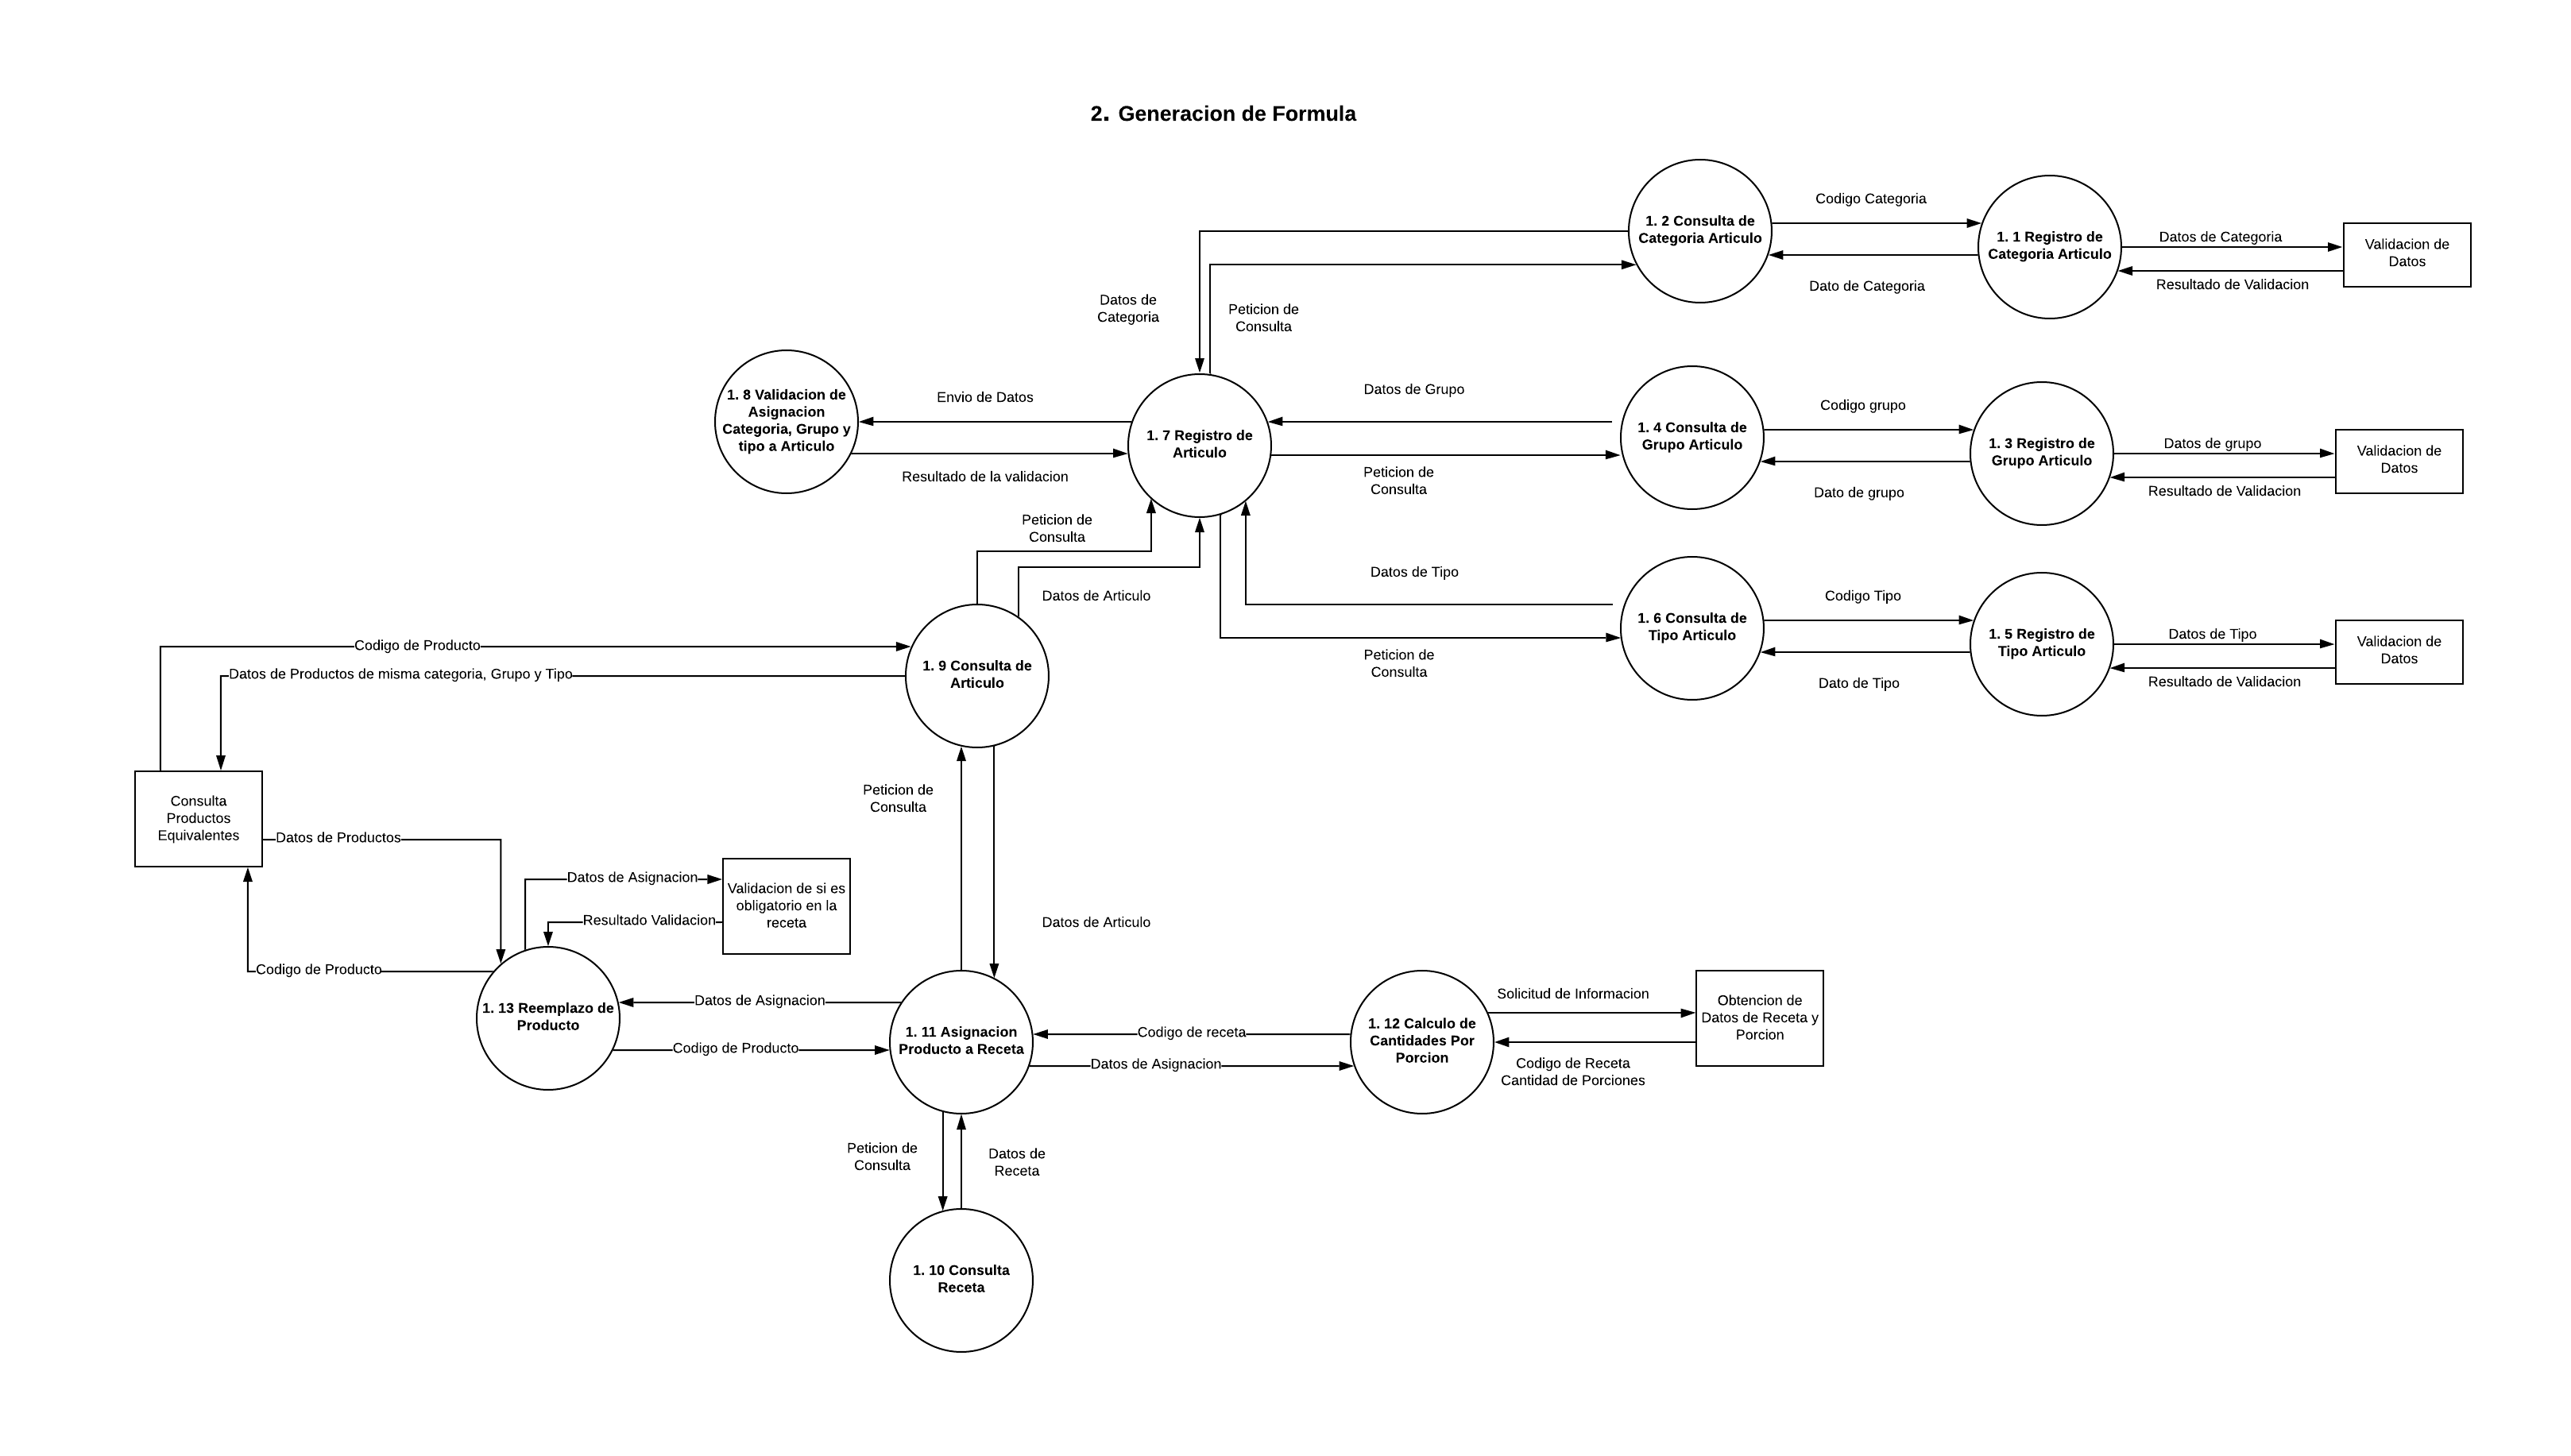 2. Generacion de Formula
1. 2 Consulta de
Categoria Articulo
Codigo Categoria
Dato de Categoria
1. 1 Registro de
Categoria Articulo
Datos de Categoria
Resultado de Validacion
Validacion de
Datos
Datos de
Categoria
Peticion de
Consulta
1. 8 Validacion de
Asignacion
Categoria, Grupo y
tipo a Articulo
Envio de Datos
Resultado de la validacion
1. 7 Registro de
Articulo
Datos de Grupo
Peticion de
Consulta
1. 4 Consulta de
Grupo Articulo
Codigo grupo
Dato de grupo
1. 3 Registro de
Grupo Articulo
Datos de grupo
Resultado de Validacion
Validacion de
Datos
Peticion de
Consulta
Datos de Articulo
Datos de Tipo
Peticion de
Consulta
1. 6 Consulta de
Tipo Articulo
Codigo Tipo
Dato de Tipo
1. 5 Registro de
Tipo Articulo
Datos de Tipo
Resultado de Validacion
Validacion de
Datos
Codigo de Producto
Datos de Productos de misma categoria, Grupo y Tipo
1. 9 Consulta de
Articulo
Consulta
Productos
Equivalentes
Datos de Productos
Codigo de Producto
Peticion de
Consulta
Datos de Articulo
Datos de Asignacion
Resultado Validacion
Validacion de si es
obligatorio en la
receta
1. 13 Reemplazo de
Producto
Datos de Asignacion
Codigo de Producto
1. 11 Asignacion
Producto a Receta
Codigo de receta
Datos de Asignacion
1. 12 Calculo de
Cantidades Por
Porcion
Solicitud de Informacion
Codigo de Receta
Cantidad de Porciones
Obtencion de
Datos de Receta y
Porcion
Peticion de
Consulta
Datos de
Receta
1. 10 Consulta
Receta